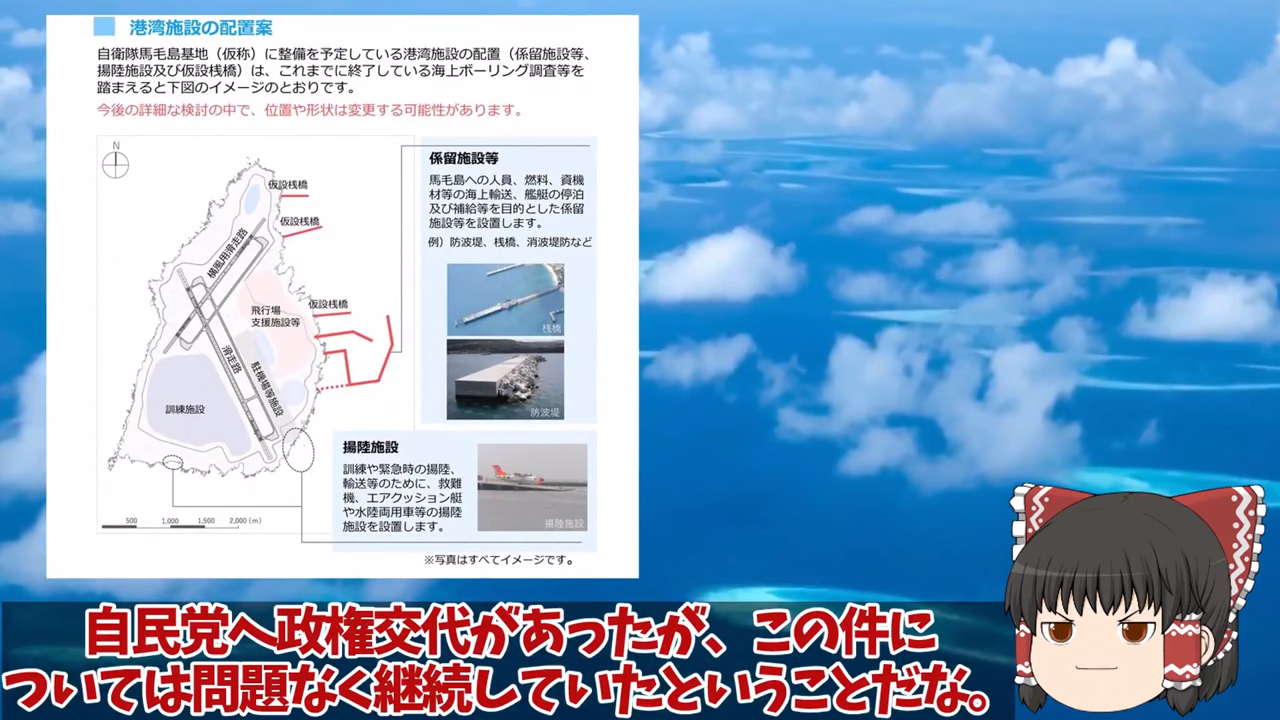 港湾施設の配置案
自衛隊馬毛島基地（仮称）に整備を予定している港湾施設の配置（係留施設等、
揚陸施設及び仮設桟橋）は、これまでに終了している海上ボーリング調査等を
踏まえると下図のイメージのとおりです。
今後の詳細な検討の中で、位置や形状は変更する可能性があります。
N
仮設桟橋
仮設桟橋
横風用滑走路
仮設桟橋
飛行場
支援施設等
滑走路
駐機場等施設
訓練施設
500 1,000 1,500 2,000 (m)
係留施設等
馬毛島への人員、燃料、資機
材等の海上輸送、艦艇の停泊
及び補給等を目的とした係留
施設等を設置します。
例）防波堤、桟橋、消波堤防など
桟橋
防波堤
揚陸施設
訓練や緊急時の揚陸、
輸送等のために、救難
機、エアクッション艇
や水陸両用車等の揚陸
施設を設置します。
揚陸施設
※写真はすべてイメージです。
自民党へ政権交代があったが、この件に
ついては問題なく継続していたということだな。